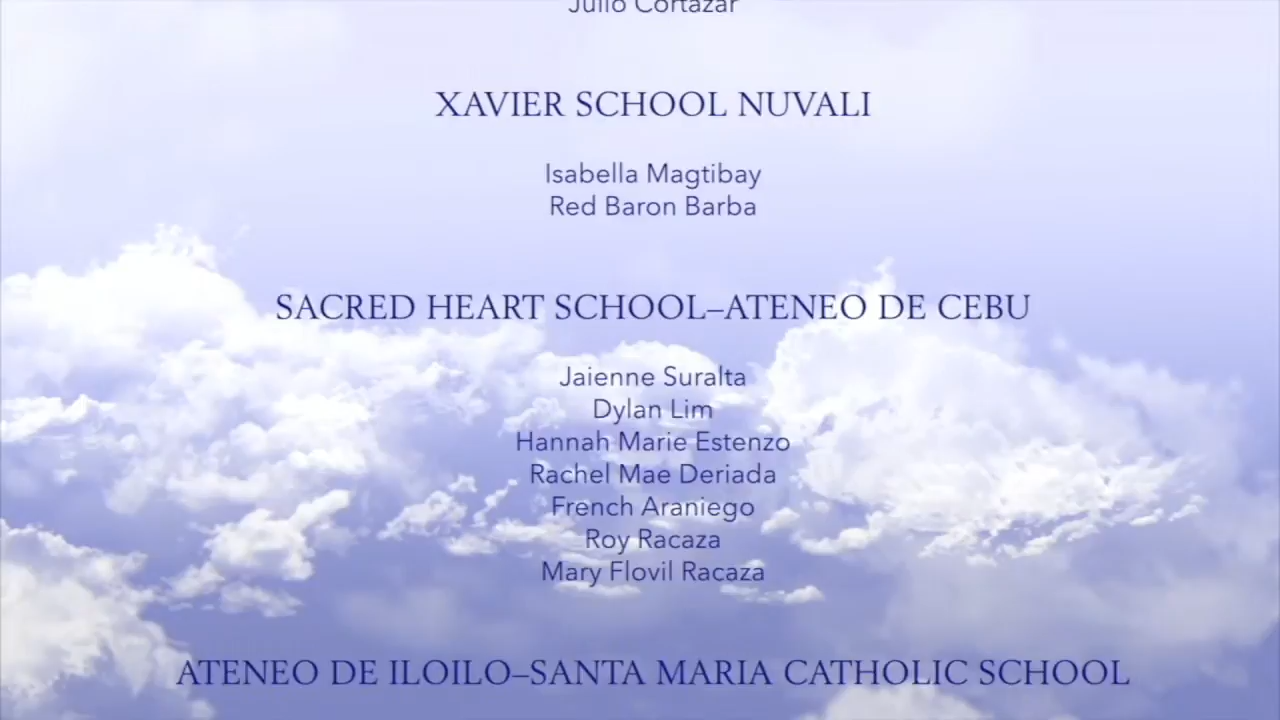 Julio Cortazar
XAVIER SCHOOL NUVALI
Isabella Magtibay
Red Baron Barba
SACRED HEART SCHOOL–ATENEO DE CEBU
Jaienne Suralta
Dylan Lim
Hannah Marie Estenzo
Rachel Mae Deriada
French Araniego
Roy Racaza
Mary Flovil Racaza
ATENEO DE ILOILO–SANTA MARIA CATHOLIC SCHOOL